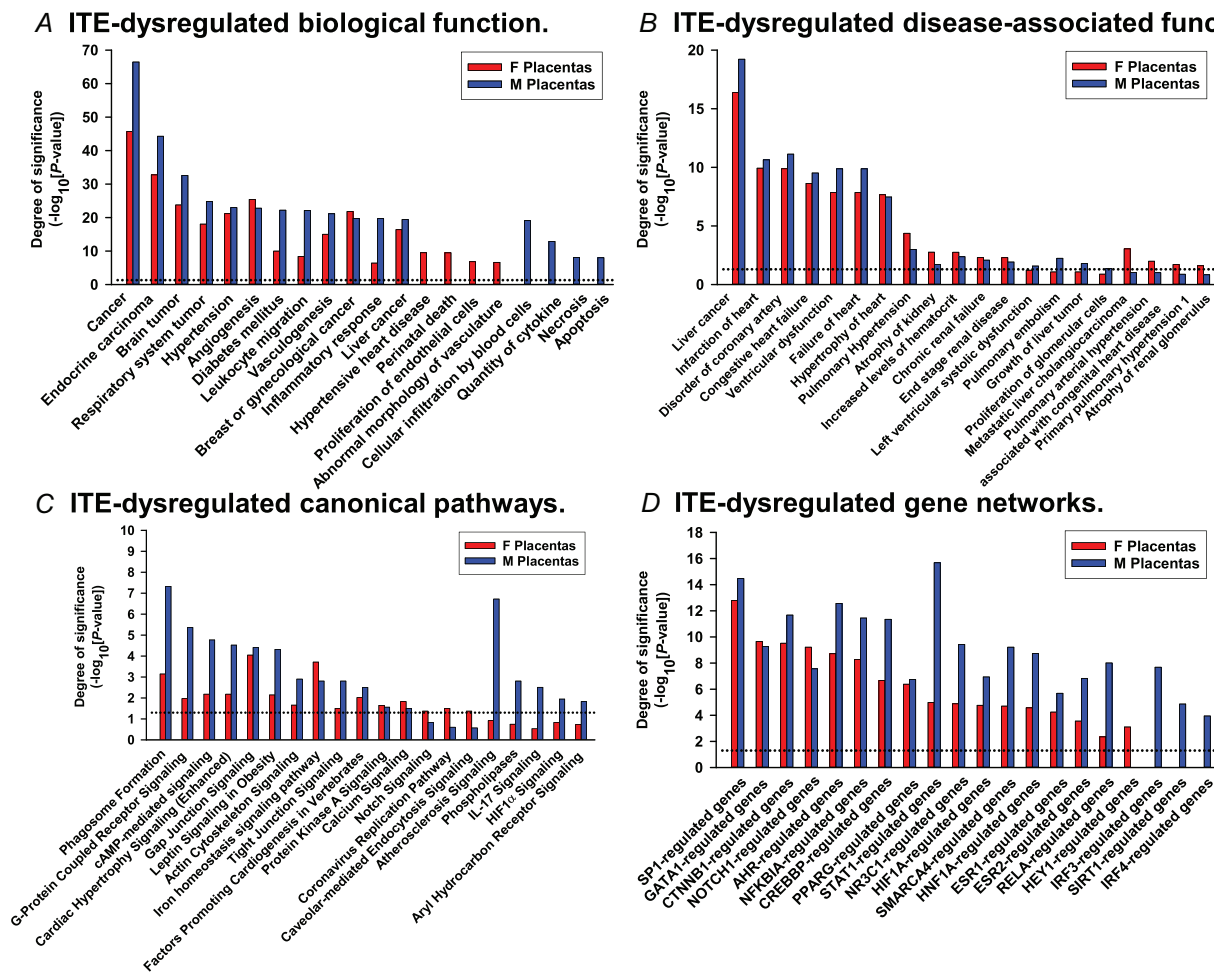 A ITE-dysregulated biological function.
70
60
50
40
30
20
10
0
Degree of significance
(-log10[P-value])
F Placentas
M Placentas
Cancer
Endocrine carcinoma
Brain tumor
Respiratory system tumor
Hypertension
Angiogenesis
Diabetes mellitus
Leukocyte migration
Vasculogenesis
Breast or gynecological cancer
Inflammatory response
Liver cancer
Hypertensive heart disease
Perinatal death
Proliferation of endothelial cells
Abnormal morphology of vasculature
Cellular infiltration by blood cells
Quantity of cytokine
Necrosis
Apoptosis
B ITE-dysregulated disease-associated func
20
15
10
5
0
Degree of significance
(-log10[P-value])
F Placentas
M Placentas
Liver cancer
Infarction of heart
Disorder of coronary artery
Congestive heart failure
Ventricular dysfunction
Failure of heart
Hypertrophy of heart
Pulmonary Hypertension
Atrophy of kidney
Increased levels of hematocrit
Chronic renal failure
End stage renal disease
Left ventricular systolic dysfunction
Pulmonary embolism
Growth of liver tumor
Proliferation of glomerular cells
Metastatic liver cholangiocarcinoma
Pulmonary arterial hypertension
associated with congenital heart disease
Primary pulmonary hypertension 1
Atrophy of renal glomerulus
C ITE-dysregulated canonical pathways.
10
9
8
7
6
5
4
3
2
1
0
Degree of significance
(-log10[P-value])
F Placentas
M Placentas
Phagosome Formation
G-Protein Coupled Receptor Signaling
cAMP-mediated signaling
Cardiac Hypertrophy Signaling (Enhanced)
Gap Junction Signaling
Leptin Signaling in Obesity
Actin Cytoskeleton Signaling
Iron homeostasis signaling pathway
Tight Junction Signaling
Factors Promoting Cardiogenesis in Vertebrates
Protein Kinase A Signaling
Calcium Signaling
Notch Signaling
Coronavirus Replication Pathway
Caveolar-mediated Endocytosis Signaling
Atherosclerosis Signaling
Phospholipases
IL-17 Signaling
HIF1α Signaling
Aryl Hydrocarbon Receptor Signaling
D ITE-dysregulated gene networks.
18
16
14
12
10
8
6
4
2
0
Degree of significance
(-log10[P-value])
F Placentas
M Placentas
SP1-regulated genes
GATA1-regulated genes
CTNNB1-regulated genes
NOTCH1-regulated genes
AHR-regulated genes
NFKBIA-regulated genes
CREBBP-regulated genes
PPARG-regulated genes
STAT1-regulated genes
NR3C1-regulated genes
HIF1A-regulated genes
SMARCA4-regulated genes
HNF1A-regulated genes
ESR1-regulated genes
ESR2-regulated genes
RELA-regulated genes
HEY1-regulated genes
IRF3-regulated genes
SIRT1-regulated genes
IRF4-regulated genes